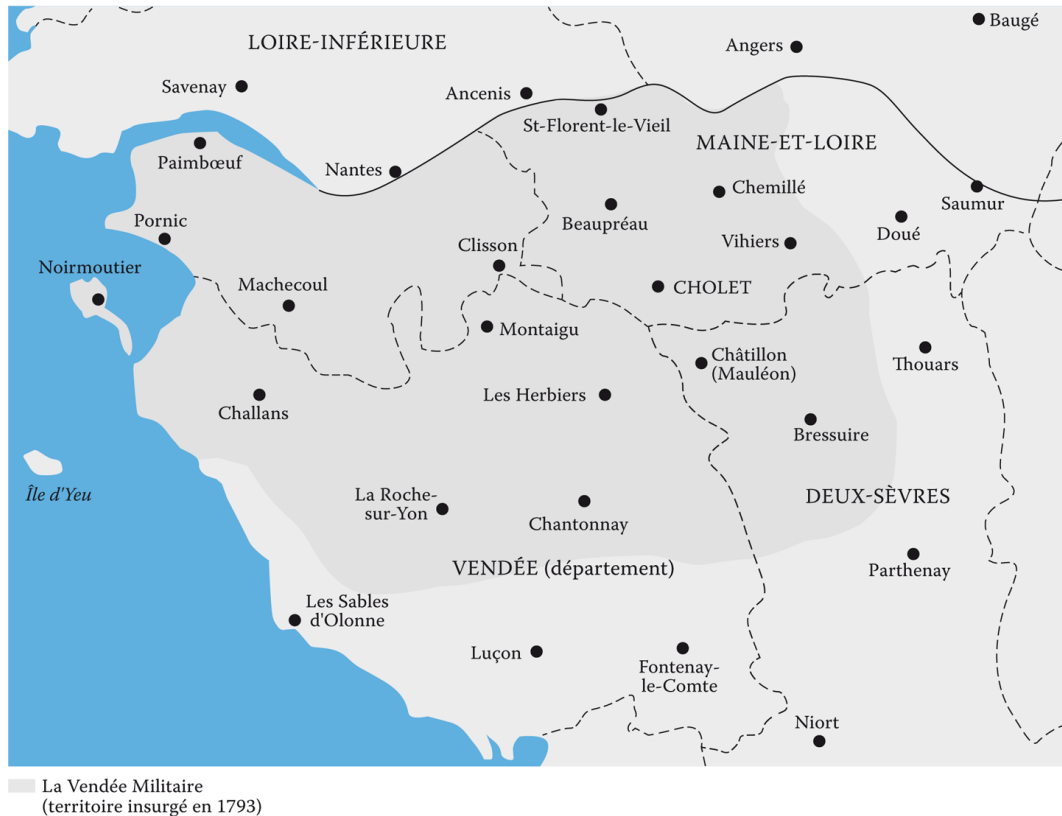 Baugé
LOIRE-INFÉRIEURE
Angers
Savenay
Ancenis
St-Florent-le-Vieil
MAINE-ET-LOIRE
Paimbœuf
Nantes
Chemillé
Saumur
Beaupréau
Doué
Pornic
Clisson
Vihiers
Noirmoutier
Machecoul
CHOLET
Montaigu
Châtillon
(Mauléon)
Thouars
Les Herbiers
Challans
Bressuire
Île d'Yeu
La Roche-
sur-Yon
DEUX-SÈVRES
Chantonnay
VENDÉE (département)
Parthenay
Les Sables
d'Olonne
Luçon
Fontenay-
le-Comte
Niort
La Vendée Militaire
(territoire insurgé en 1793)